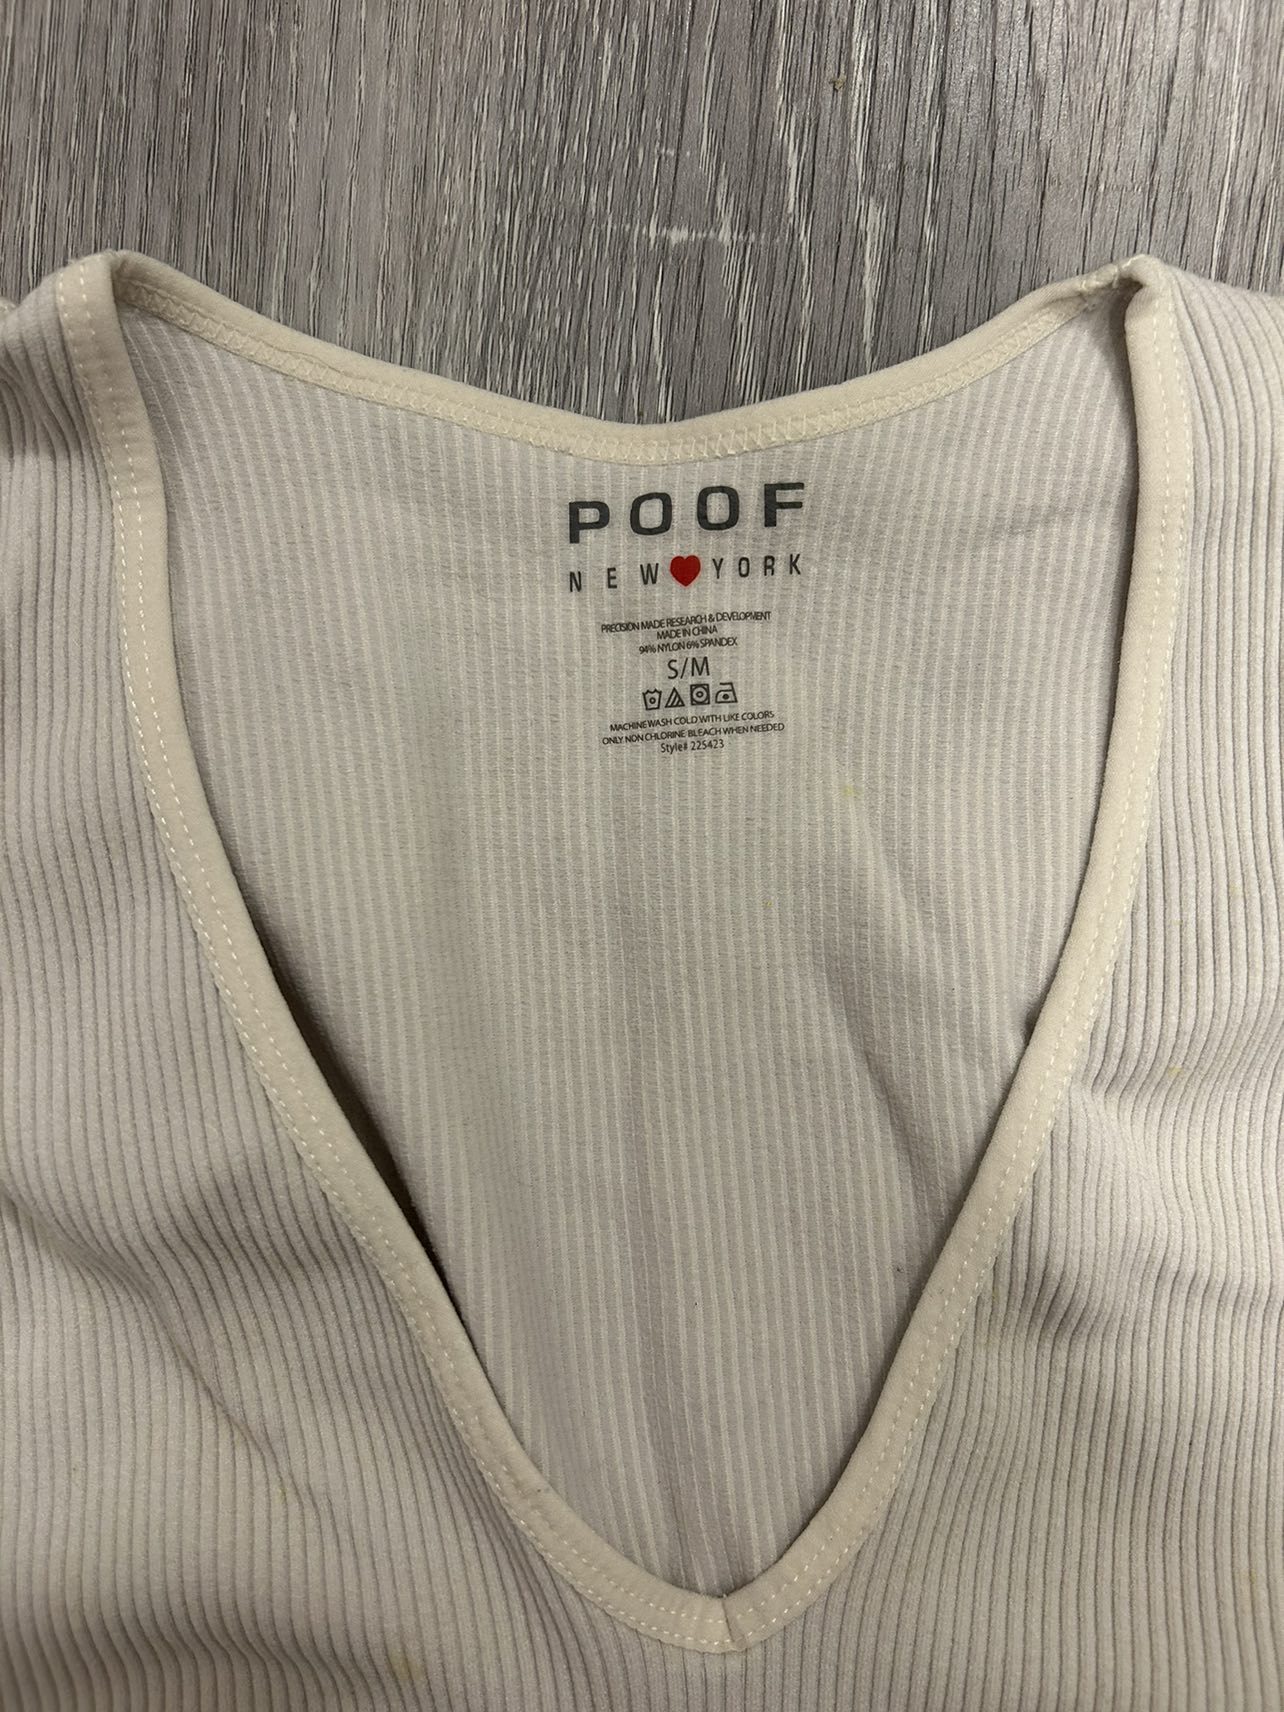 POOF
NEW YORK
PRECISION MADE RESEARCH & DEVELOPMENT
MADE IN CHINA
94% NYLON 6% SPANDEX
S/M
MACHINE WASH COLD WITH LIKE COLORS
ONLY NON CHLORINE BLEACH WHEN NEEDED
Style# 225423